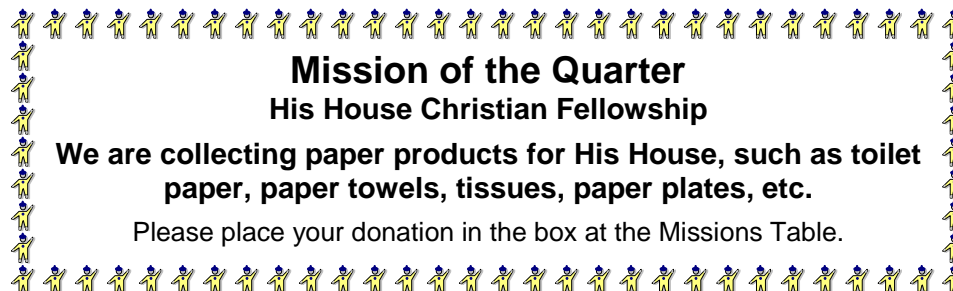 Mission of the Quarter
His House Christian Fellowship
We are collecting paper products for His House, such as toilet
paper, paper towels, tissues, paper plates, etc.
Please place your donation in the box at the Missions Table.